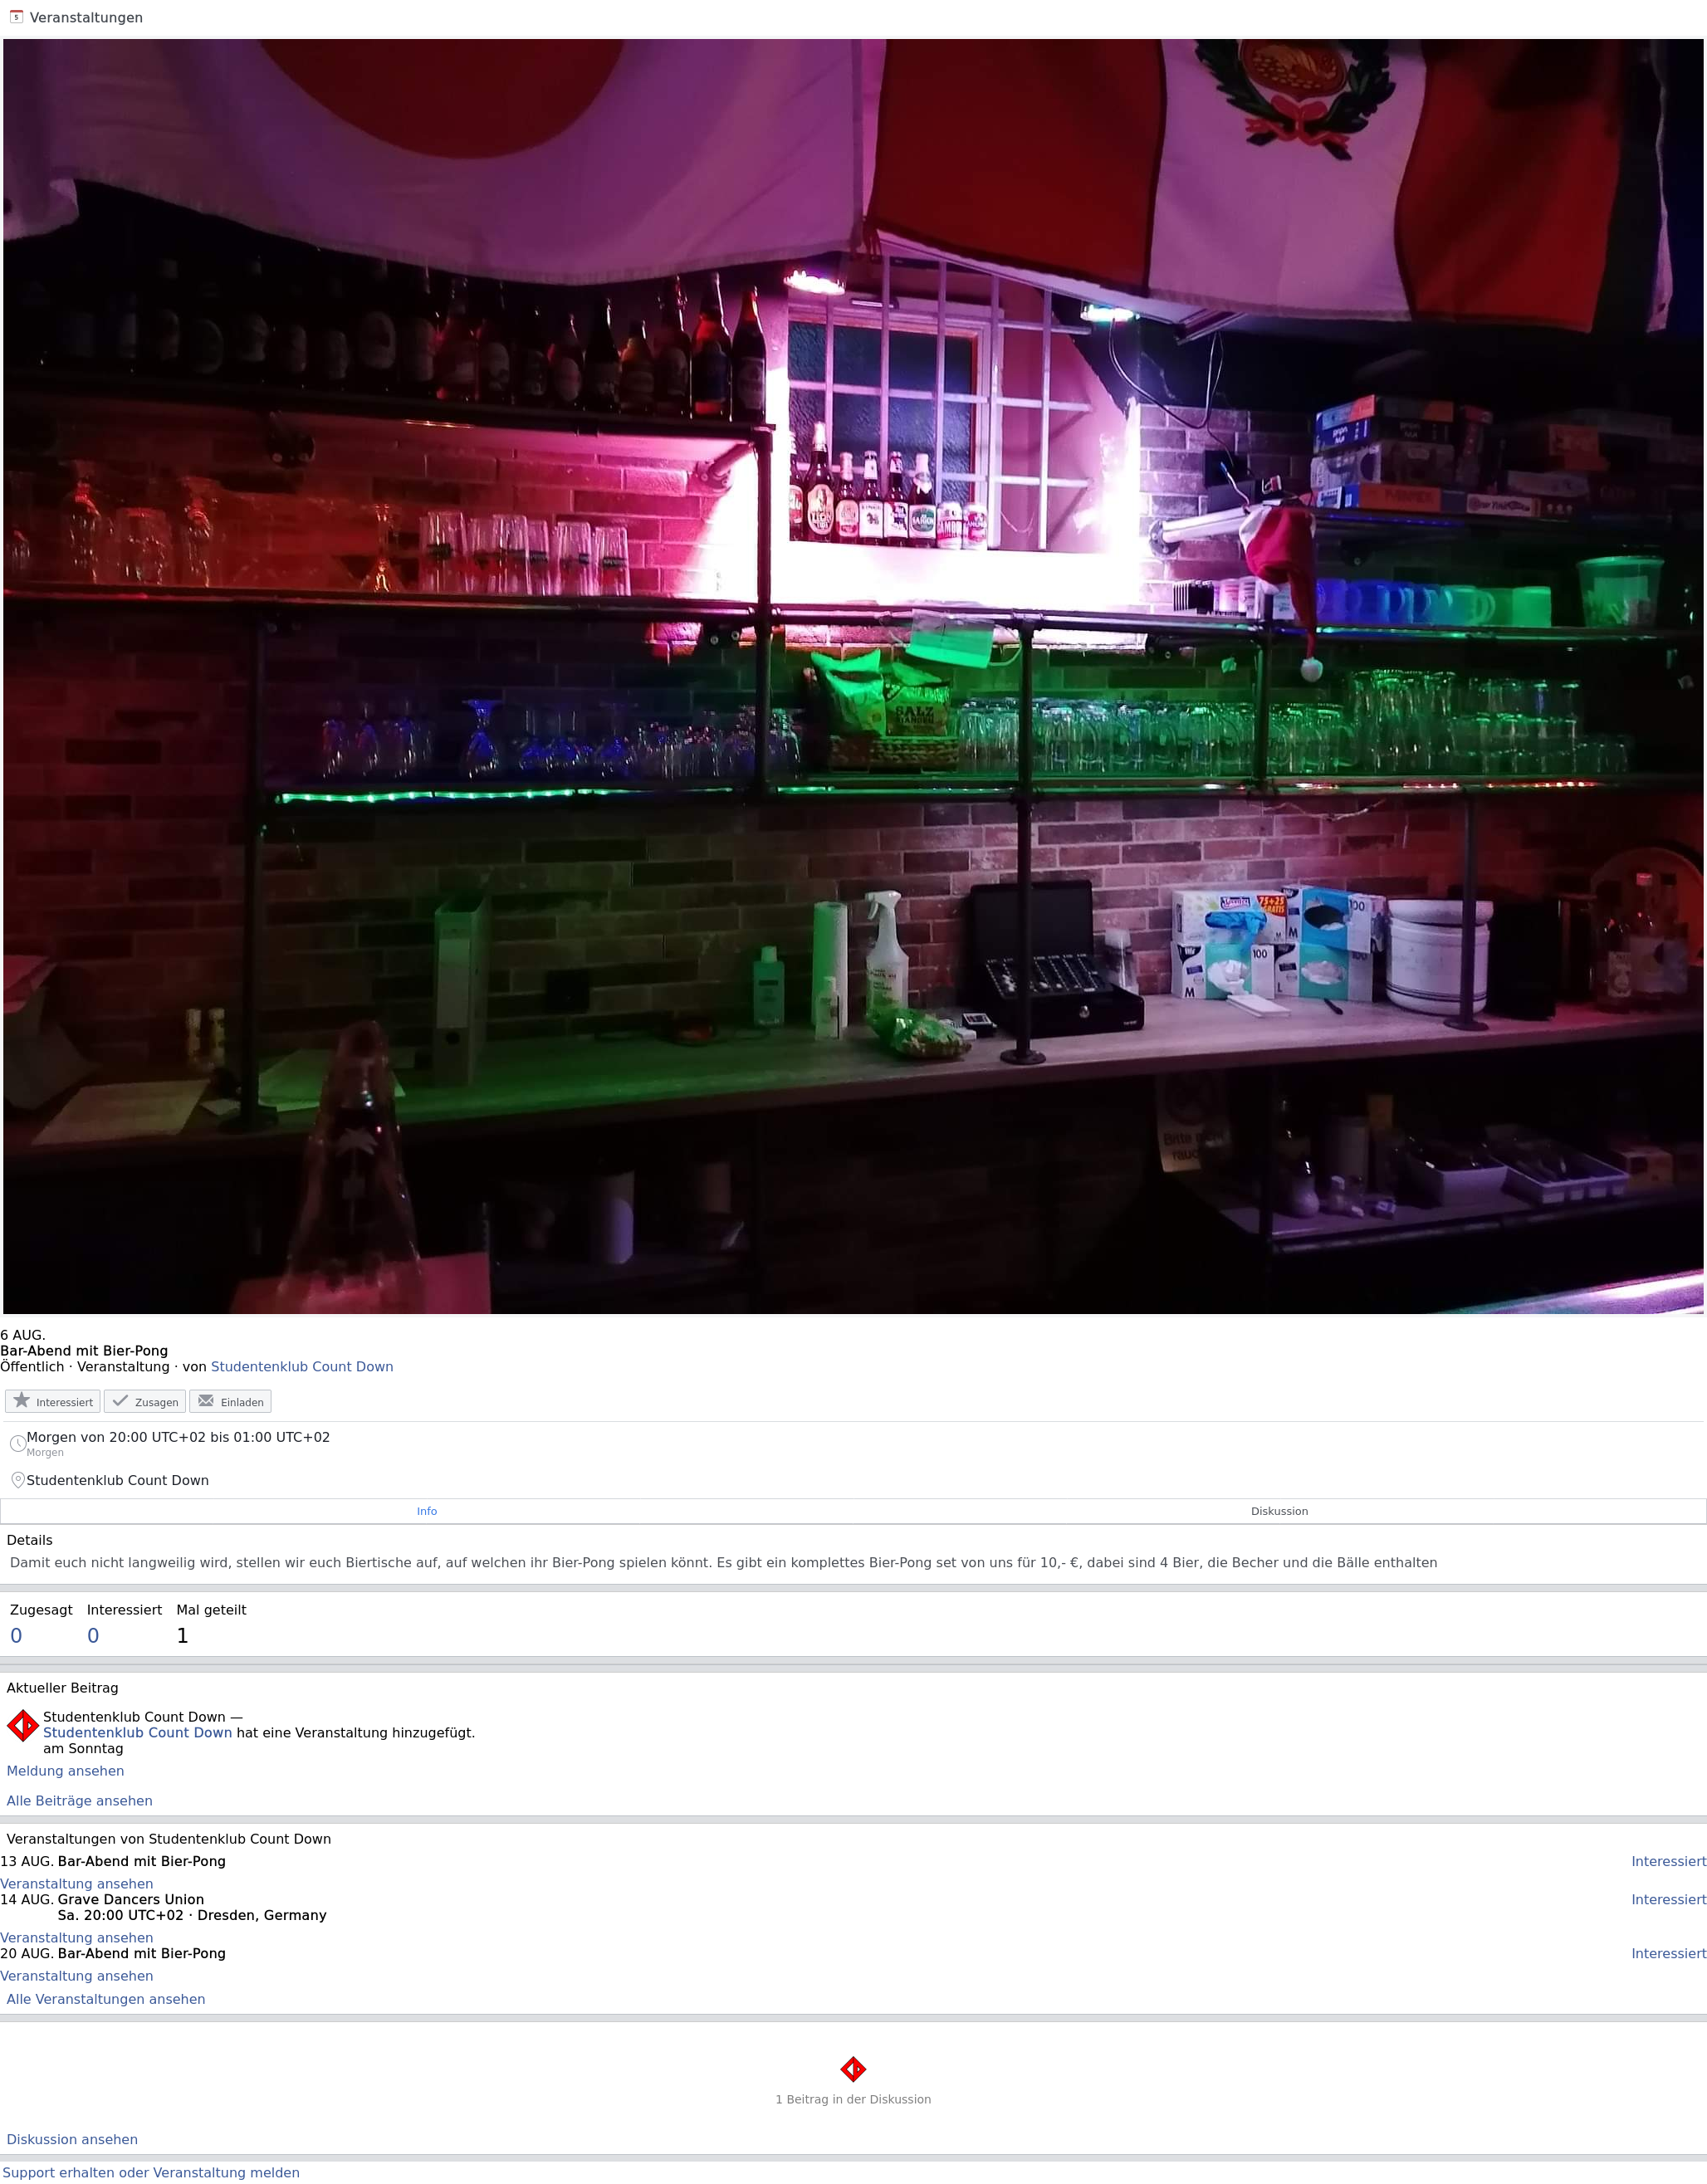 Veranstaltungen
SALZ
75+25
GRATIS
100
M
100
M
100
L
Bitte
6 AUG.
Bar-Abend mit Bier-Pong
Öffentlich · Veranstaltung · von Studentenklub Count Down
Interessiert Zusagen Einladen
Morgen von 20:00 UTC+02 bis 01:00 UTC+02
Morgen
Studentenklub Count Down
Info Diskussion
Details
Damit euch nicht langweilig wird, stellen wir euch Biertische auf, auf welchen ihr Bier-Pong spielen könnt. Es gibt ein komplettes Bier-Pong set von uns für 10,- €, dabei sind 4 Bier, die Becher und die Bälle enthalten
Zugesagt Interessiert Mal geteilt
0 0 1
Aktueller Beitrag
Studentenklub Count Down —
Studentenklub Count Down hat eine Veranstaltung hinzugefügt.
am Sonntag
Meldung ansehen
Alle Beiträge ansehen
Veranstaltungen von Studentenklub Count Down
13 AUG. Bar-Abend mit Bier-Pong Interessiert
Veranstaltung ansehen
14 AUG. Grave Dancers Union Interessiert
Sa. 20:00 UTC+02 · Dresden, Germany
Veranstaltung ansehen
20 AUG. Bar-Abend mit Bier-Pong Interessiert
Veranstaltung ansehen
Alle Veranstaltungen ansehen
1 Beitrag in der Diskussion
Diskussion ansehen
Support erhalten oder Veranstaltung melden